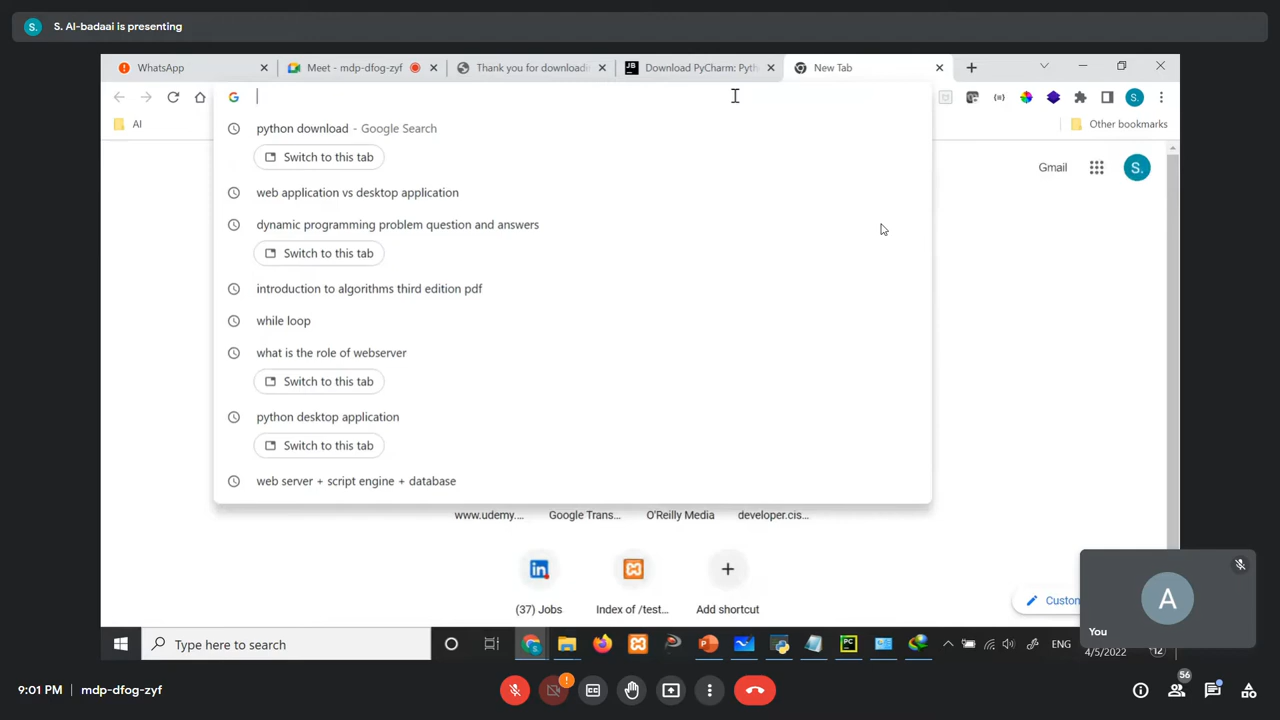 S. S. Al-badaai is presenting
WhatsApp
Meet - mdp-dfog-zyf
Thank you for downloadi
JB Download PyCharm: Pyth
New Tab
G
S.
AI
Other bookmarks
python download - Google Search
Switch to this tab
web application vs desktop application
dynamic programming problem question and answers
Switch to this tab
introduction to algorithms third edition pdf
while loop
what is the role of webserver
Switch to this tab
python desktop application
Switch to this tab
web server + script engine + database
Gmail
S.
www.udemy.... Google Trans... O'Reilly Media developer.cis...
(37) Jobs Index of /test... Add shortcut
Custom
A
You
Type here to search
PC
ENG
4/5/2022
12
9:01 PM | mdp-dfog-zyf
56